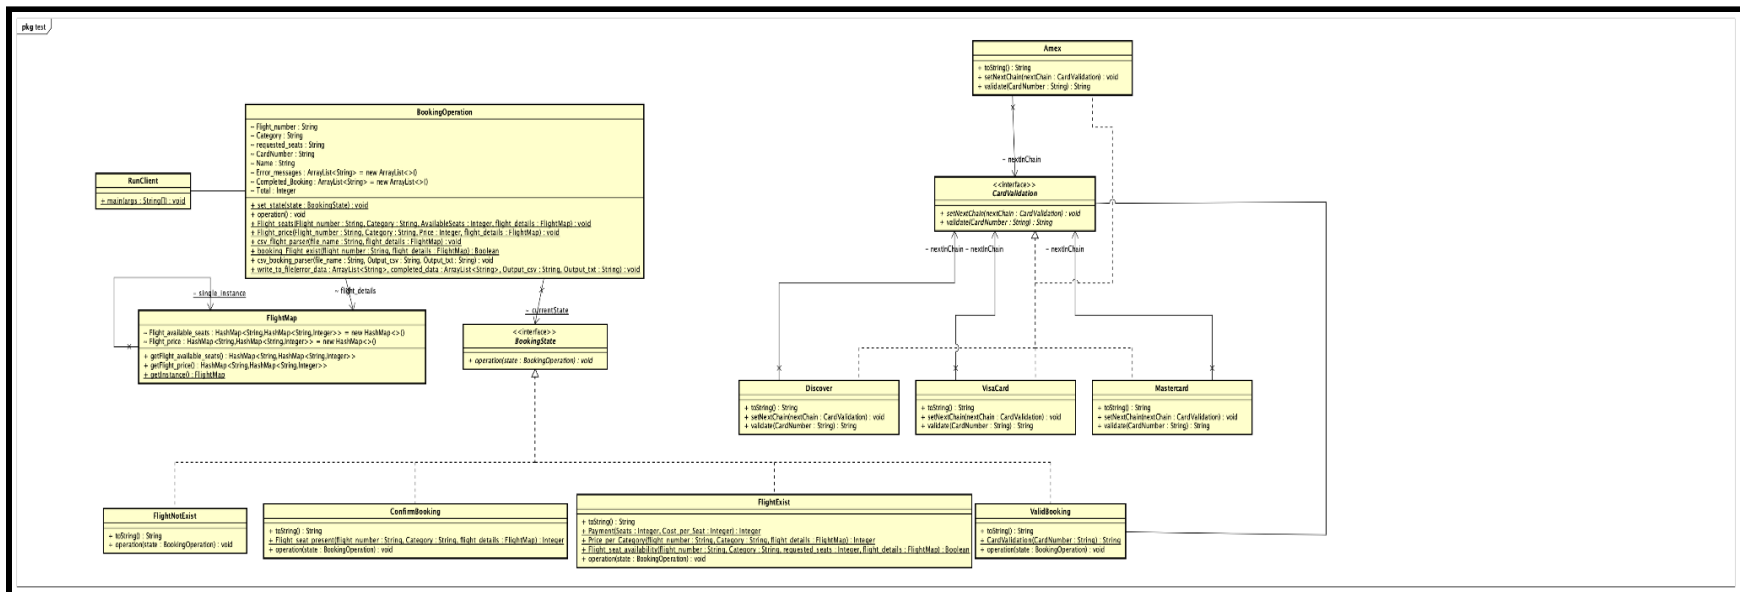 pkg test
Amex
+ toString() : String
+ setNextChain(nextChain : CardValidation) : void
+ validate(CardNumber : String) : String
BookingOperation
~ Flight_number : String
~ Category : String
~ requested_seats : String
~ CardNumber : String
~ Name : String
~ Error_messages : ArrayList<String> = new ArrayList<>()
~ Completed_Booking : ArrayList<String> = new ArrayList<>()
~ Total : Integer
+ set_state(state : BookingState) : void
+ operation() : void
+ Flight_seats(Flight_number : String, Category : String, AvailableSeats : Integer, flight_details : FlightMap) : void
+ Flight_price(Flight_number : String, Category : String, Price : Integer, flight_details : FlightMap) : void
+ csv_flight_parser(file_name : String, flight_details : FlightMap) : void
+ booking_Flight_exist(flight_number : String, flight_details : FlightMap) : Boolean
+ csv_booking_parser(file_name : String, Output_csv : String, Output_txt : String) : void
+ write_to_file(error_data : ArrayList<String>, completed_data : ArrayList<String>, Output_csv : String, Output_txt : String) : void
RunClient
+ main(args : String[]) : void
~ nextInChain
<<interface>>
CardValidation
+ setNextChain(nextChain : CardValidation) : void
+ validate(CardNumber : String) : String
~ nextInChain
~ nextInChain
~ nextInChain
~ single_instance
~ flight_details
~ currentState
FlightMap
~ Flight_available_seats : HashMap<String,HashMap<String,Integer>> = new HashMap<>()
~ Flight_price : HashMap<String,HashMap<String,Integer>> = new HashMap<>()
+ getFlight_available_seats() : HashMap<String,HashMap<String,Integer>>
+ getFlight_price() : HashMap<String,HashMap<String,Integer>>
+ getInstance() : FlightMap
<<interface>>
BookingState
+ operation(state : BookingOperation) : void
Discover
+ toString() : String
+ setNextChain(nextChain : CardValidation) : void
+ validate(CardNumber : String) : String
VisaCard
+ toString() : String
+ setNextChain(nextChain : CardValidation) : void
+ validate(CardNumber : String) : String
Mastercard
+ toString() : String
+ setNextChain(nextChain : CardValidation) : void
+ validate(CardNumber : String) : String
FlightNotExist
+ toString() : String
+ operation(state : BookingOperation) : void
ConfirmBooking
+ toString() : String
+ Flight_seat_present(flight_number : String, Category : String, flight_details : FlightMap) : Integer
+ operation(state : BookingOperation) : void
FlightExist
+ toString() : String
+ Payment(Seats : Integer, Cost_per_Seat : Integer) : Integer
+ Price_per_Category(flight_number : String, Category : String, flight_details : FlightMap) : Integer
+ Flight_seat_availability(flight_number : String, Category : String, requested_seats : Integer, flight_details : FlightMap) : Boolean
+ operation(state : BookingOperation) : void
ValidBooking
+ toString() : String
+ CardValidation(CardNumber : String) : String
+ operation(state : BookingOperation) : void